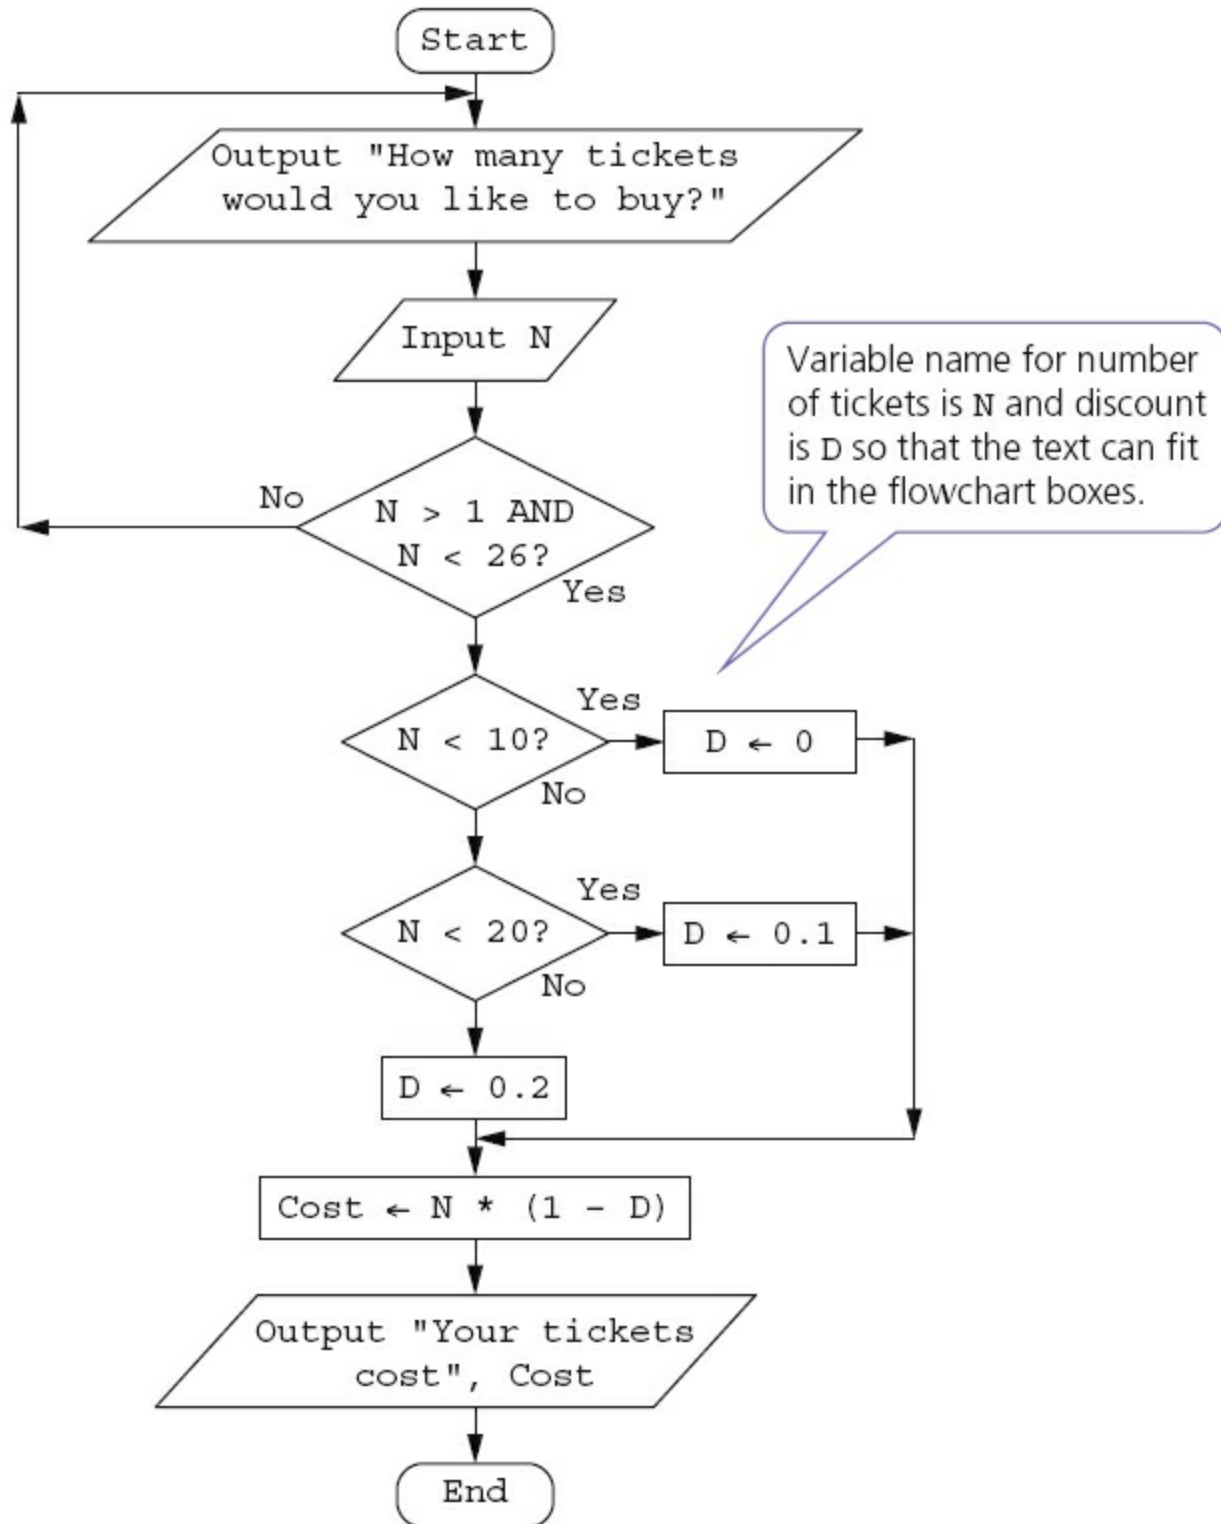 Start
Output "How many tickets
would you like to buy?"
Input N
Variable name for number
of tickets is N and discount
is D so that the text can fit
in the flowchart boxes.
No
N > 1 AND
N < 26?
Yes
Yes
N < 10?
D ← 0
No
Yes
N < 20?
D ← 0.1
No
D ← 0.2
Cost ← N * (1 – D)
Output "Your tickets
cost", Cost
End